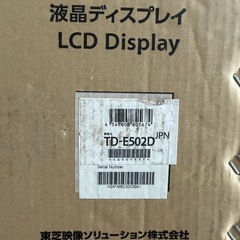 液晶ディスプレイ
LCD Display
JPN
TD-E502D
Serial Number
東芝映像ソリューション株式会社